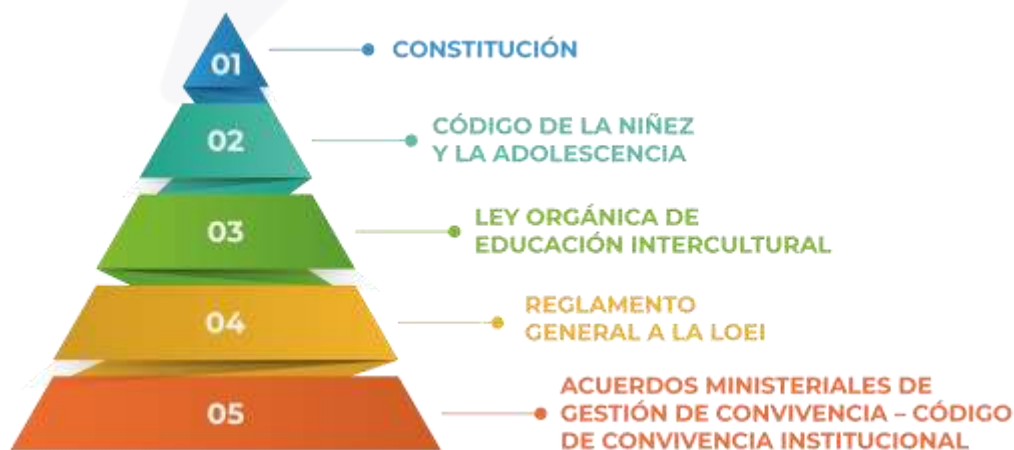 01
CONSTITUCIÓN
02
CÓDIGO DE LA NIÑEZ
Y LA ADOLESCENCIA
03
LEY ORGÁNICA DE
EDUCACIÓN INTERCULTURAL
04
REGLAMENTO
GENERAL A LA LOEI
05
ACUERDOS MINISTERIALES DE
GESTIÓN DE CONVIVENCIA – CÓDIGO
DE CONVIVENCIA INSTITUCIONAL